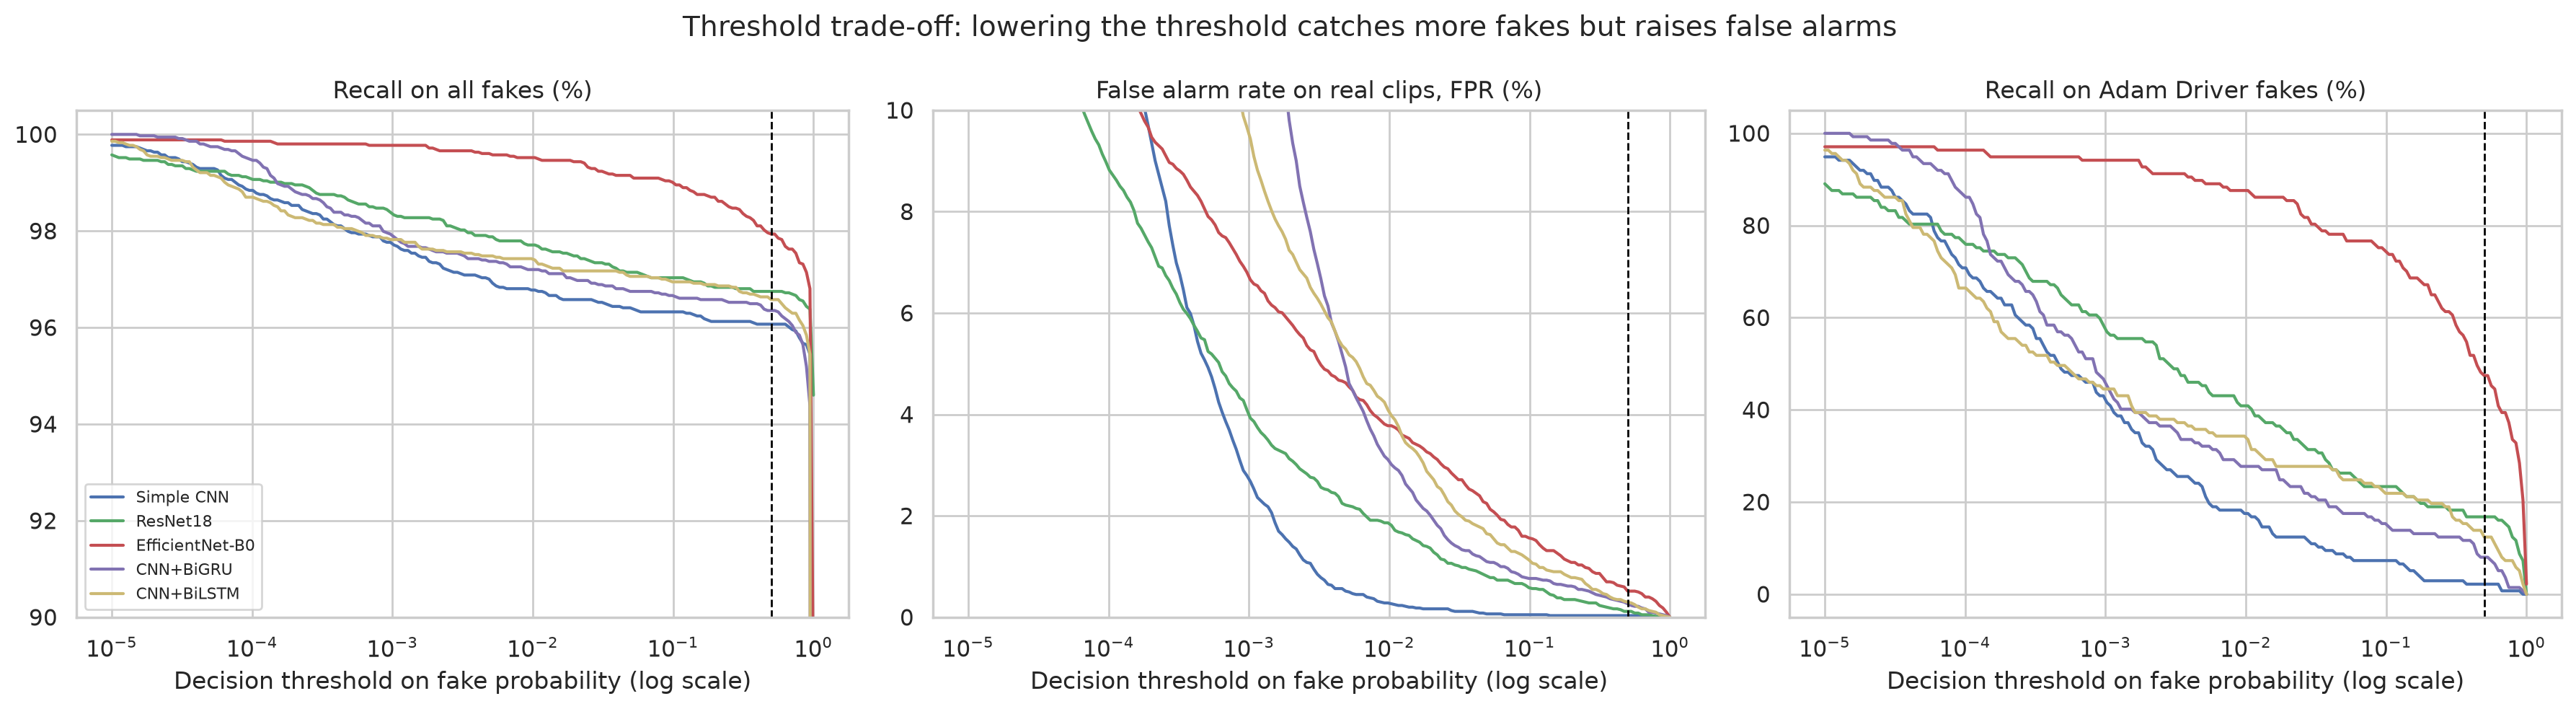 Threshold trade-off: lowering the threshold catches more fakes but raises false alarms
Recall on all fakes (%)
100
98
96
94
92
90
10⁻⁵ 10⁻⁴ 10⁻³ 10⁻² 10⁻¹ 10⁰
Decision threshold on fake probability (log scale)
Simple CNN
ResNet18
EfficientNet-B0
CNN+BiGRU
CNN+BiLSTM
False alarm rate on real clips, FPR (%)
10
8
6
4
2
0
10⁻⁵ 10⁻⁴ 10⁻³ 10⁻² 10⁻¹ 10⁰
Decision threshold on fake probability (log scale)
Recall on Adam Driver fakes (%)
100
80
60
40
20
0
10⁻⁵ 10⁻⁴ 10⁻³ 10⁻² 10⁻¹ 10⁰
Decision threshold on fake probability (log scale)